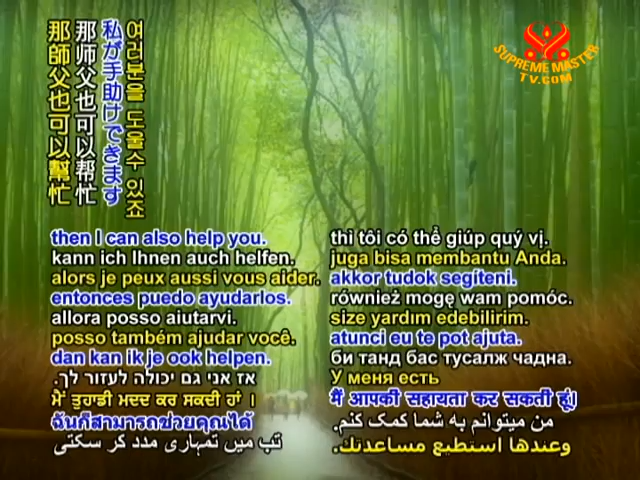 여러분을 도울수 있죠
私が手助けできます
那师父也可以帮忙
那師父也可以幫忙
SUPREME MASTER
TV.COM
then I can also help you.
kann ich Ihnen auch helfen.
alors je peux aussi vous aider.
entonces puedo ayudarlos.
allora posso aiutarvi.
posso também ajudar você.
dan kan ik je ook helpen.
אז אני גם יכולה לעזור לך.
ਮੈਂ ਤੁਹਾਡੀ ਮਦਦ ਕਰ ਸਕਦੀ ਹਾਂ ।
ฉันก็สามารถช่วยคุณได้
تب میں تمہاری مدد کر سکتی
thì tôi có thể giúp quý vị.
juga bisa membantu Anda.
akkor tudok segíteni.
również mogę wam pomóc.
size yardım edebilirim.
atunci eu te pot ajuta.
би танд бас тусалж чадна.
У меня есть
मैं आपकी सहायता कर सकती हूं।
من میتوانم به شما کمک کنم.
وعندها استطيع مساعدتك.